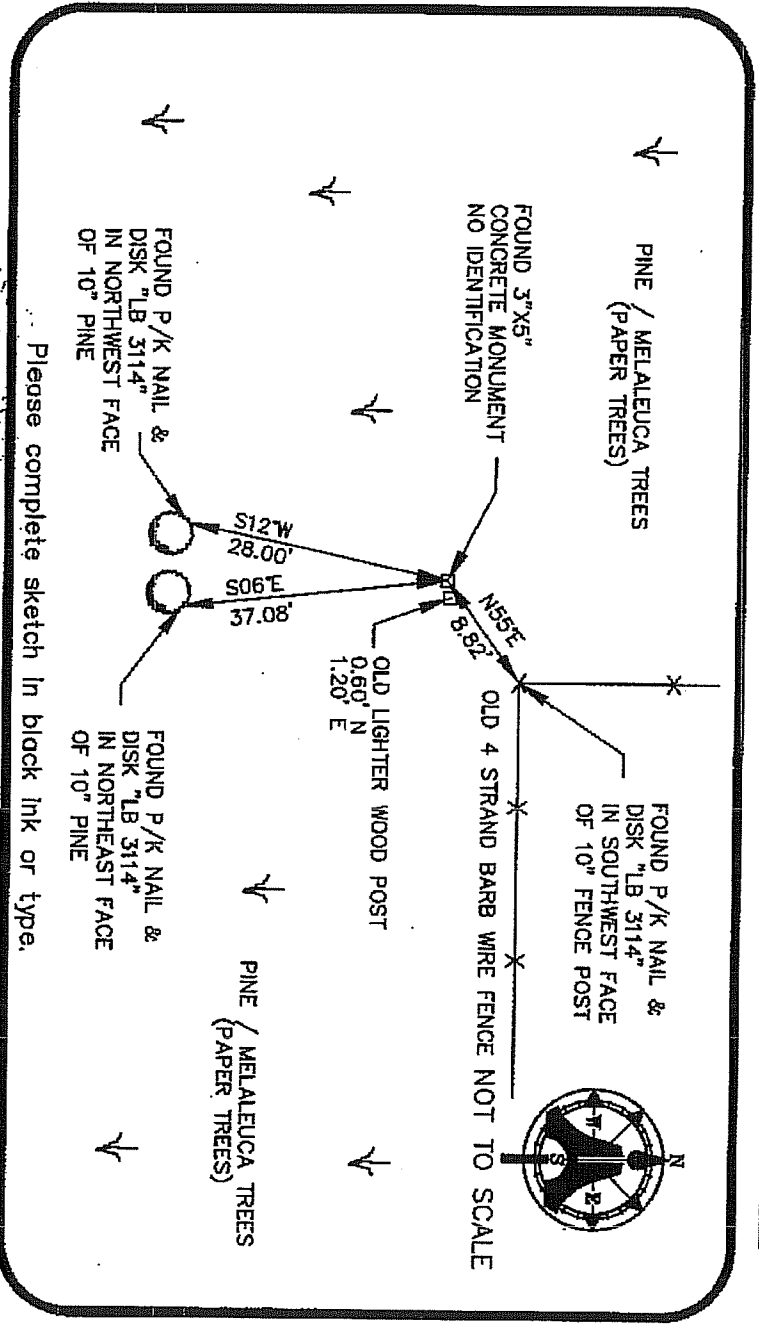 PINE / MELALEUCA TREES
(PAPER TREES)
FOUND P/K NAIL &
DISK "LB 3114"
IN SOUTHWEST FACE
OF 10" FENCE POST
N
W
E
S
FOUND 3"X5"
CONCRETE MONUMENT
NO IDENTIFICATION
N55°E
8.82'
OLD 4 STRAND BARB WIRE FENCE
NOT TO SCALE
OLD LIGHTER WOOD POST
0.60' N
1.20' E
S12°W
28.00'
S06°E
37.08'
FOUND P/K NAIL &
DISK "LB 3114"
IN NORTHWEST FACE
OF 10" PINE
FOUND P/K NAIL &
DISK "LB 3114"
IN NORTHEAST FACE
OF 10" PINE
PINE / MELALEUCA TREES
(PAPER TREES)
Please complete sketch in black ink or type.